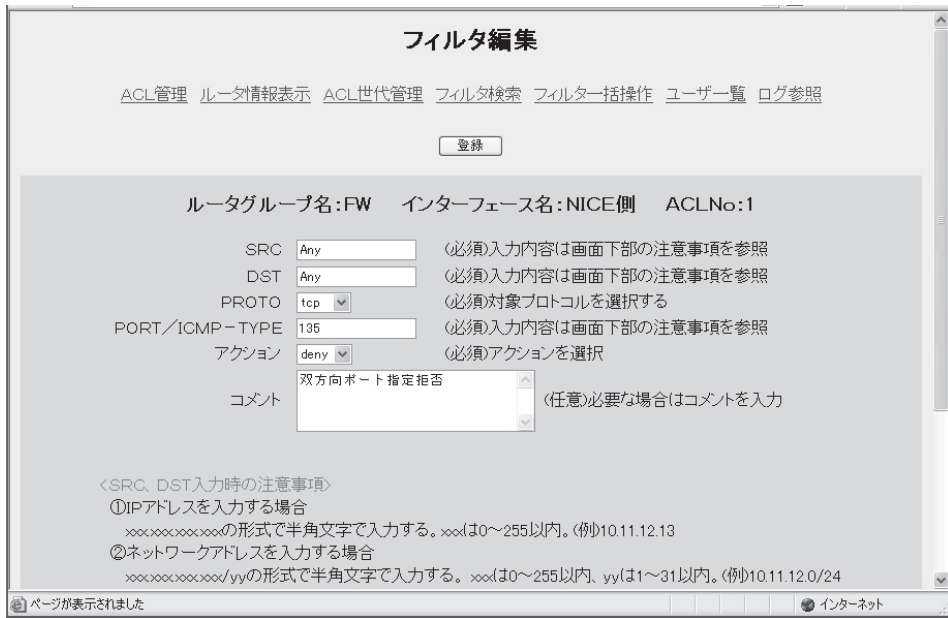 フィルタ編集
ACL管理 ルータ情報表示 ACL世代管理 フィルタ検索 フィルター括操作 ユーザ一覧 ログ参照
登録
ルータグループ名:FW インターフェース名:NICE側 ACLNo:1
SRC Any (必須)入力内容は画面下部の注意事項を参照
DST Any (必須)入力内容は画面下部の注意事項を参照
PROTO tcp (必須)対象プロトコルを選択する
PORT/ICMP-TYPE 135 (必須)入力内容は画面下部の注意事項を参照
アクション deny (必須)アクションを選択
コメント 双方向ポート指定拒否 (任意)必要な場合はコメントを入力
<SRC、DST入力時の注意事項>
①IPアドレスを入力する場合
xxx.xxx.xxx.xxxの形式で半角文字で入力する。xxxは0～255以内。(例)10.11.12.13
②ネットワークアドレスを入力する場合
xxx.xxx.xxx.xxx/yyの形式で半角文字で入力する。xxxは0～255以内、yyは1～31以内。(例)10.11.12.0/24
ページが表示されました インターネット